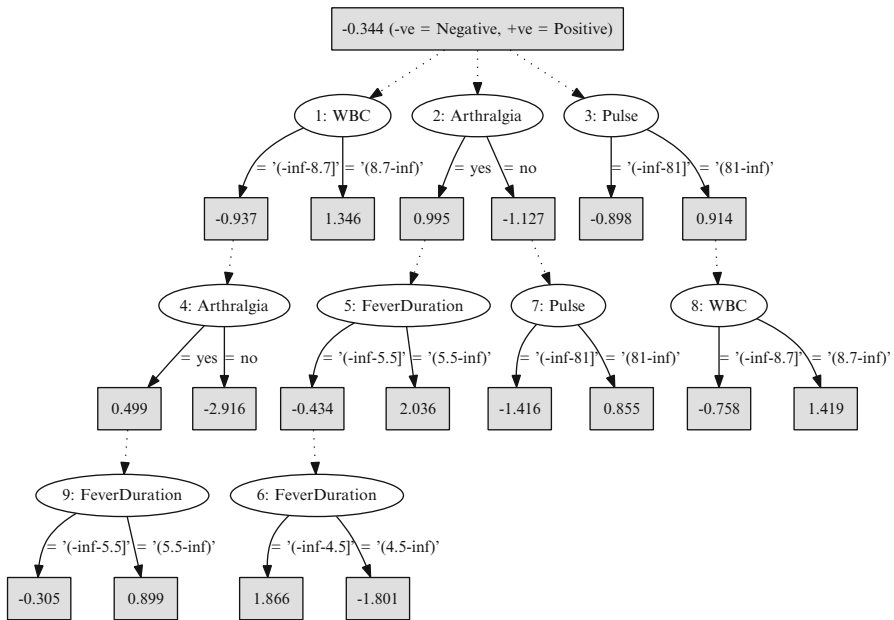 -0.344 (-ve = Negative, +ve = Positive)
1: WBC
2: Arthralgia
3: Pulse
= '(-inf-8.7]'
= '(8.7-inf)'
= yes
= no
= '(-inf-81]'
= '(81-inf)'
-0.937
1.346
0.995
-1.127
-0.898
0.914
4: Arthralgia
5: FeverDuration
7: Pulse
8: WBC
= yes
= no
= '(-inf-5.5]'
= '(5.5-inf)'
= '(-inf-81]'
= '(81-inf)'
= '(-inf-8.7]'
= '(8.7-inf)'
0.499
-2.916
-0.434
2.036
-1.416
0.855
-0.758
1.419
9: FeverDuration
6: FeverDuration
= '(-inf-5.5]'
= '(5.5-inf)'
= '(-inf-4.5]'
= '(4.5-inf)'
-0.305
0.899
1.866
-1.801